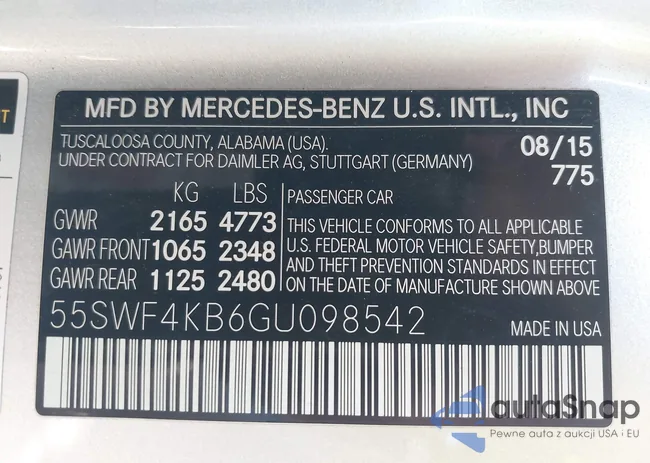 MFD BY MERCEDES-BENZ U.S. INTL., INC
TUSCALOOSA COUNTY, ALABAMA (USA). 08/15
UNDER CONTRACT FOR DAIMLER AG, STUTTGART (GERMANY) 775
KG LBS
GVWR 2165 4773
GAWR FRONT 1065 2348
GAWR REAR 1125 2480
PASSENGER CAR
THIS VEHICLE CONFORMS TO ALL APPLICABLE
U.S. FEDERAL MOTOR VEHICLE SAFETY,BUMPER
AND THEFT PREVENTION STANDARDS IN EFFECT
ON THE DATE OF MANUFACTURE SHOWN ABOVE
55SWF4KB6GU098542 MADE IN USA
autoSnap
Pewne auta z aukcji USA i EU